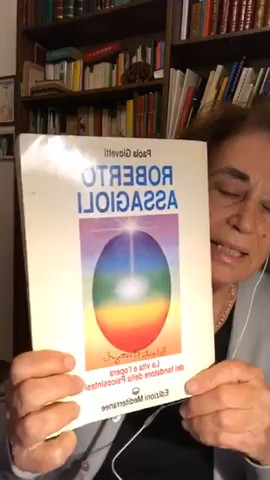 Paola Giovetti
ROBERTO
ASSAGIOLI
La vita e l'opera
del fondatore della Psicosintesi
Edizioni Mediterranee